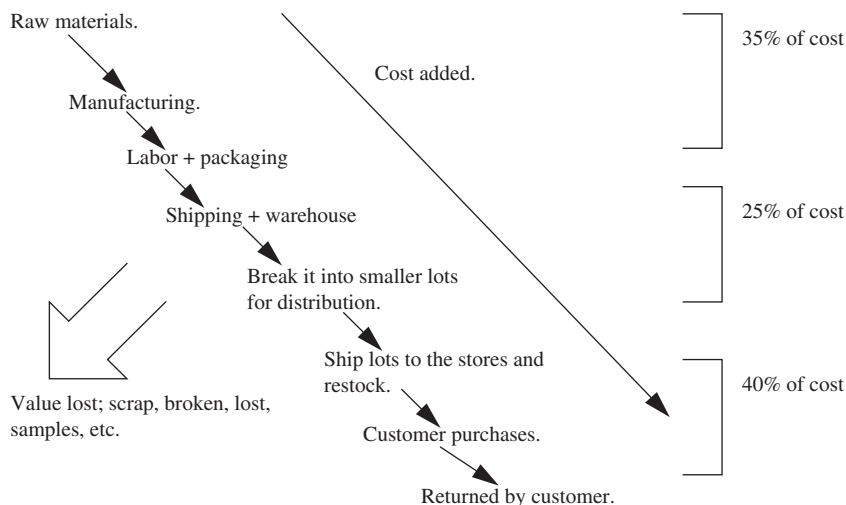 Raw materials.
35% of cost
Cost added.
Manufacturing.
Labor + packaging
Shipping + warehouse
25% of cost
Break it into smaller lots
for distribution.
Ship lots to the stores and
restock.
40% of cost
Value lost; scrap, broken, lost,
samples, etc.
Customer purchases.
Returned by customer.